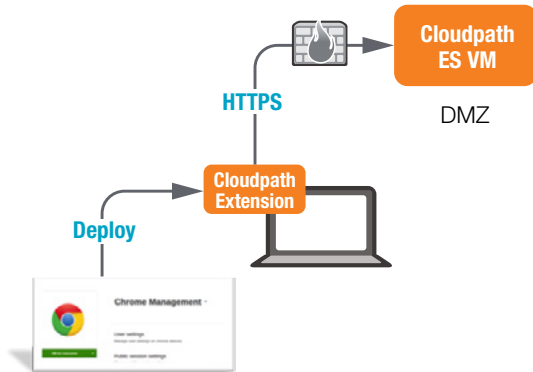 Cloudpath
ES VM
DMZ
HTTPS
Cloudpath
Extension
Deploy
Chrome Management
User settings
Public session settings